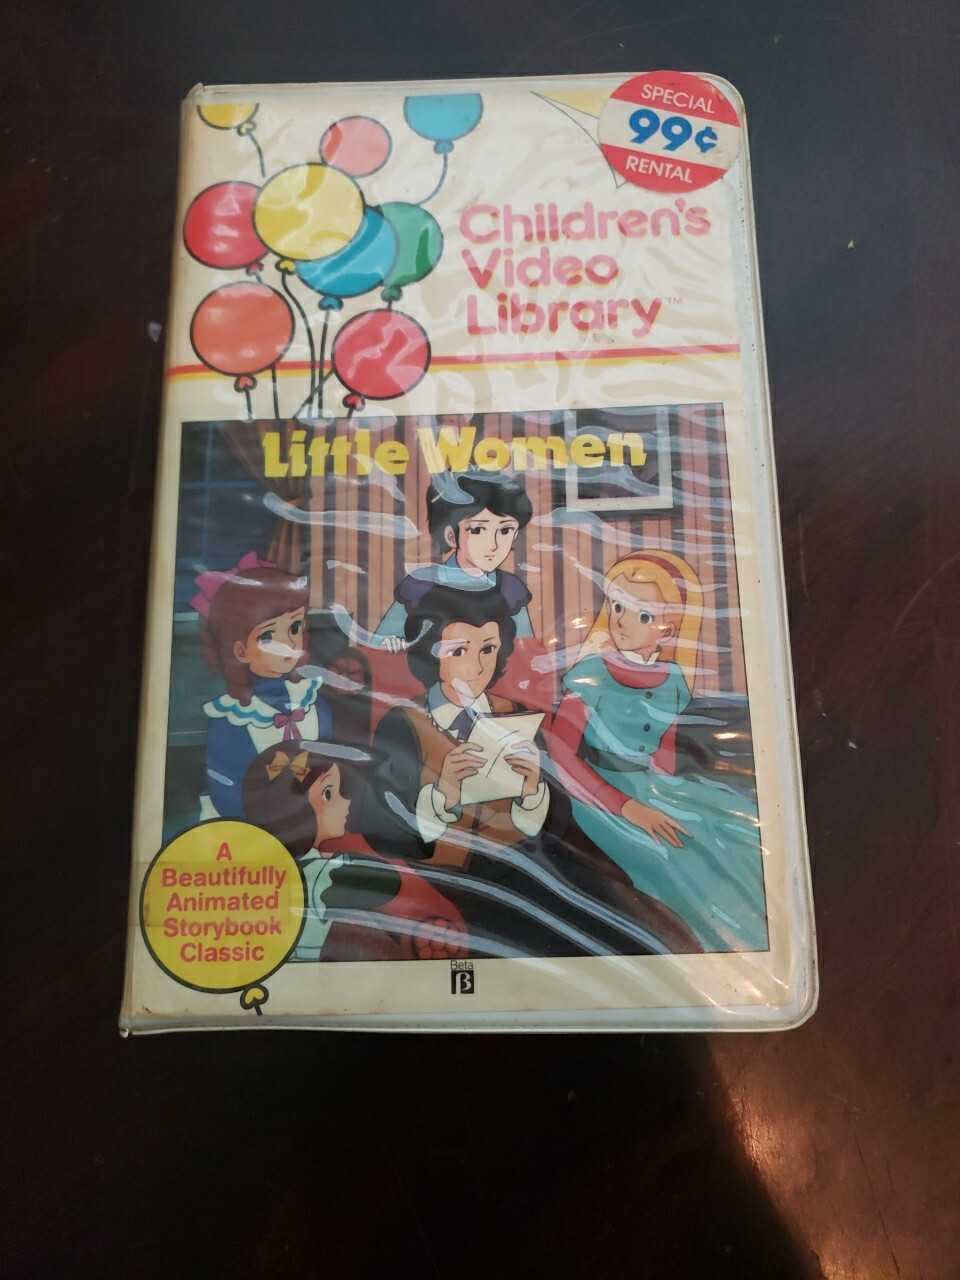 SPECIAL
99¢
RENTAL
Children's
Video
Library™
Little Women
A
Beautifully
Animated
Storybook
Classic
Beta
β